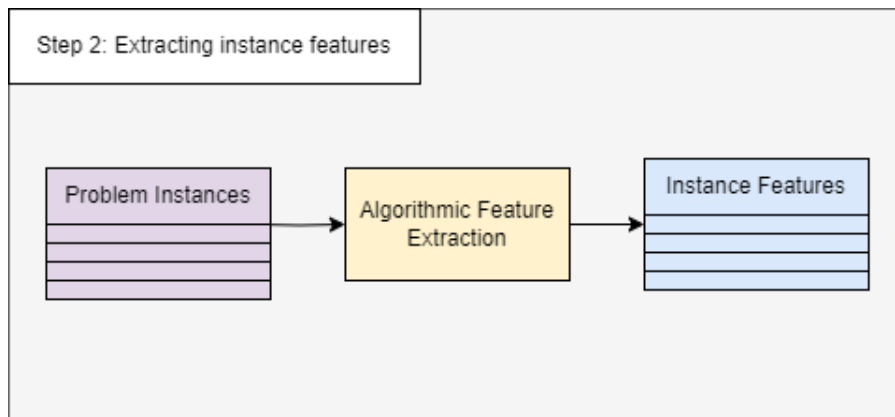 Step 2: Extracting instance features
Problem Instances
Algorithmic Feature
Extraction
Instance Features